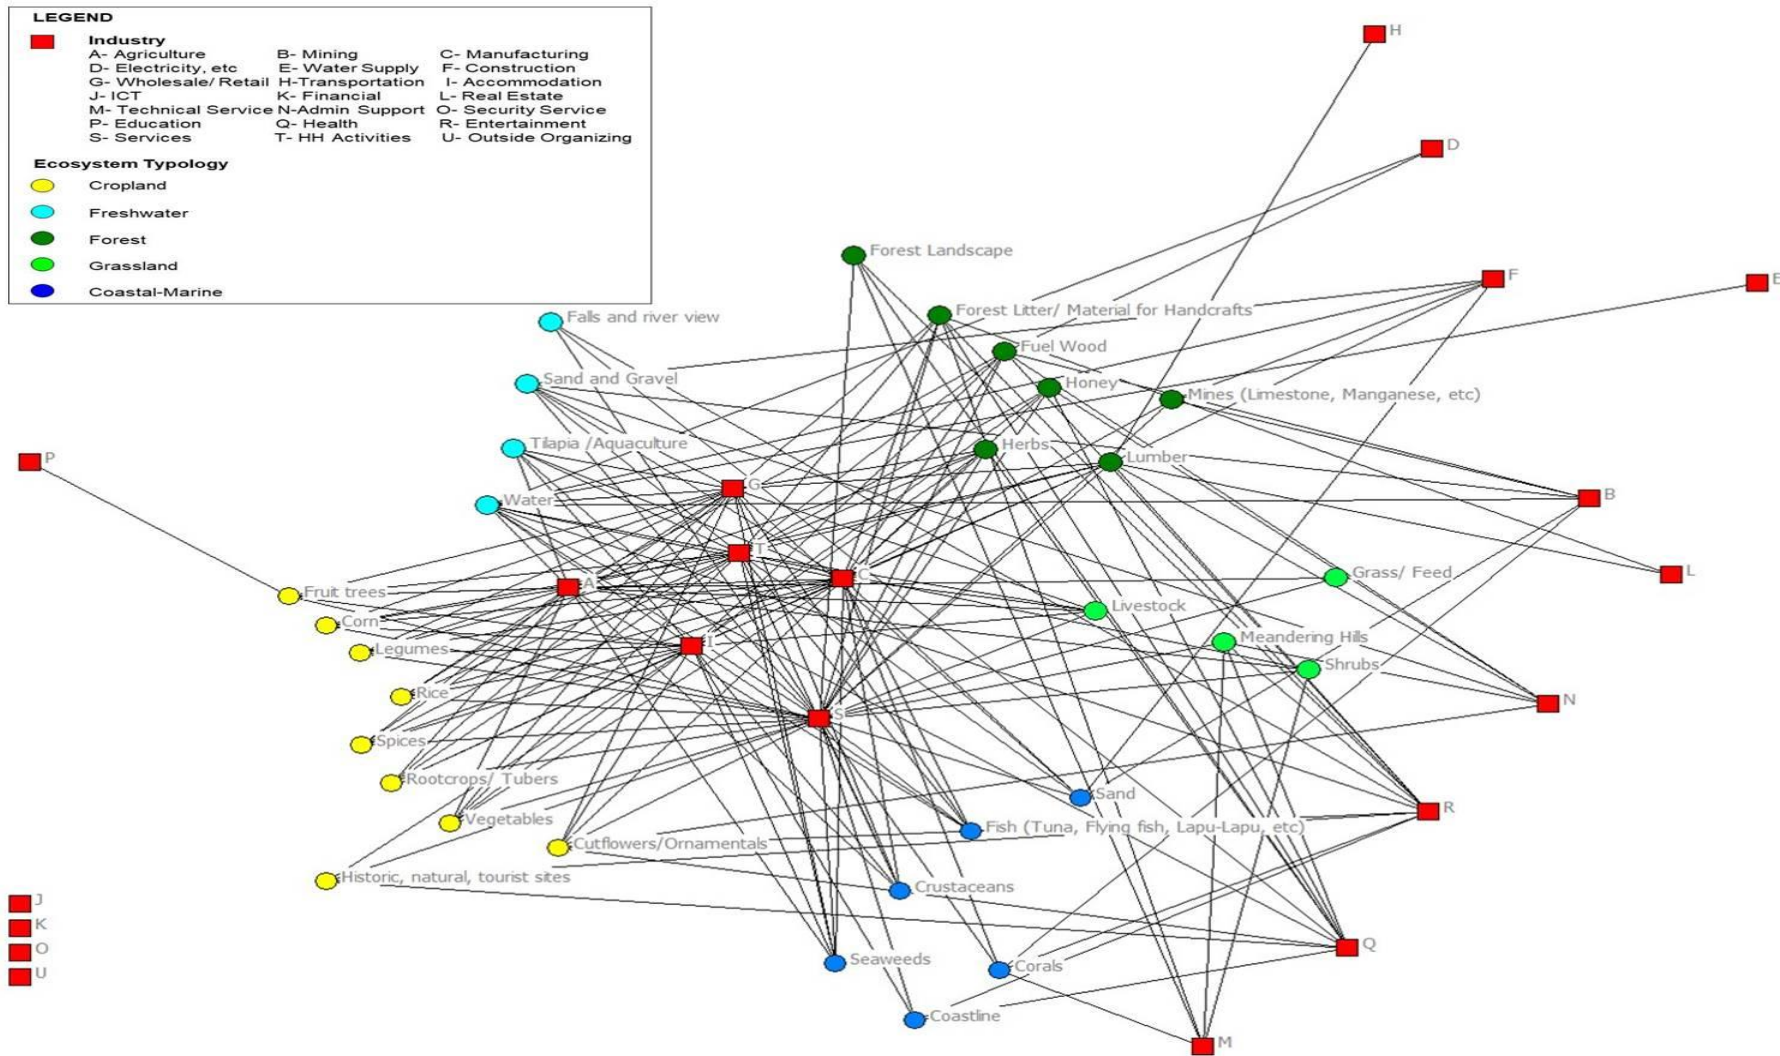 LEGEND
Industry
A- Agriculture B- Mining C- Manufacturing
D- Electricity, etc E- Water Supply F- Construction
G- Wholesale/ Retail H-Transportation I- Accommodation
J- ICT K- Financial L- Real Estate
M- Technical Service N-Admin Support O- Security Service
P- Education Q- Health R- Entertainment
S- Services T- HH Activities U- Outside Organizing
Ecosystem Typology
Cropland
Freshwater
Forest
Grassland
Coastal-Marine
H
D
Forest Landscape
F
E
Forest Litter/ Material for Handcrafts
Falls and river view
Fuel Wood
Sand and Gravel
Honey
Mines (Limestone, Manganese, etc)
Tilapia /Aquaculture
Herbs
Lumber
P
G
B
Water
T
C
Grass/ Feed
L
A
Fruit trees
Livestock
Corn
Meandering Hills
I
Legumes
Shrubs
Rice
N
S
Spices
Rootcrops/ Tubers
Sand
R
Vegetables
Fish (Tuna, Flying fish, Lapu-Lapu, etc)
Cutflowers/Ornamentals
Historic, natural, tourist sites
Crustaceans
J
K
Q
O
Seaweeds
Corals
U
Coastline
M